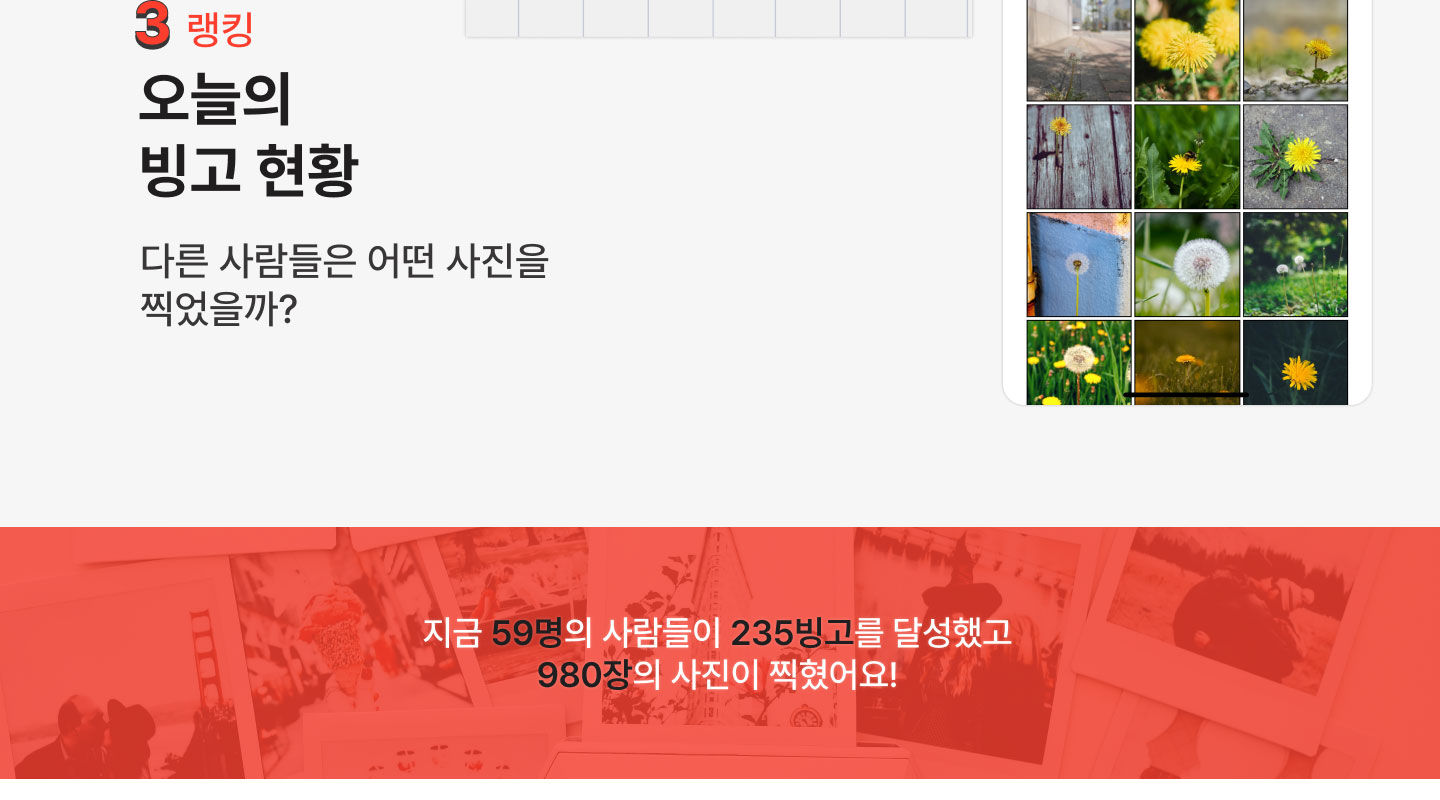 3 랭킹
오늘의
빙고 현황
다른 사람들은 어떤 사진을
찍었을까?
지금 59명의 사람들이 235빙고를 달성했고
980장의 사진이 찍혔어요!